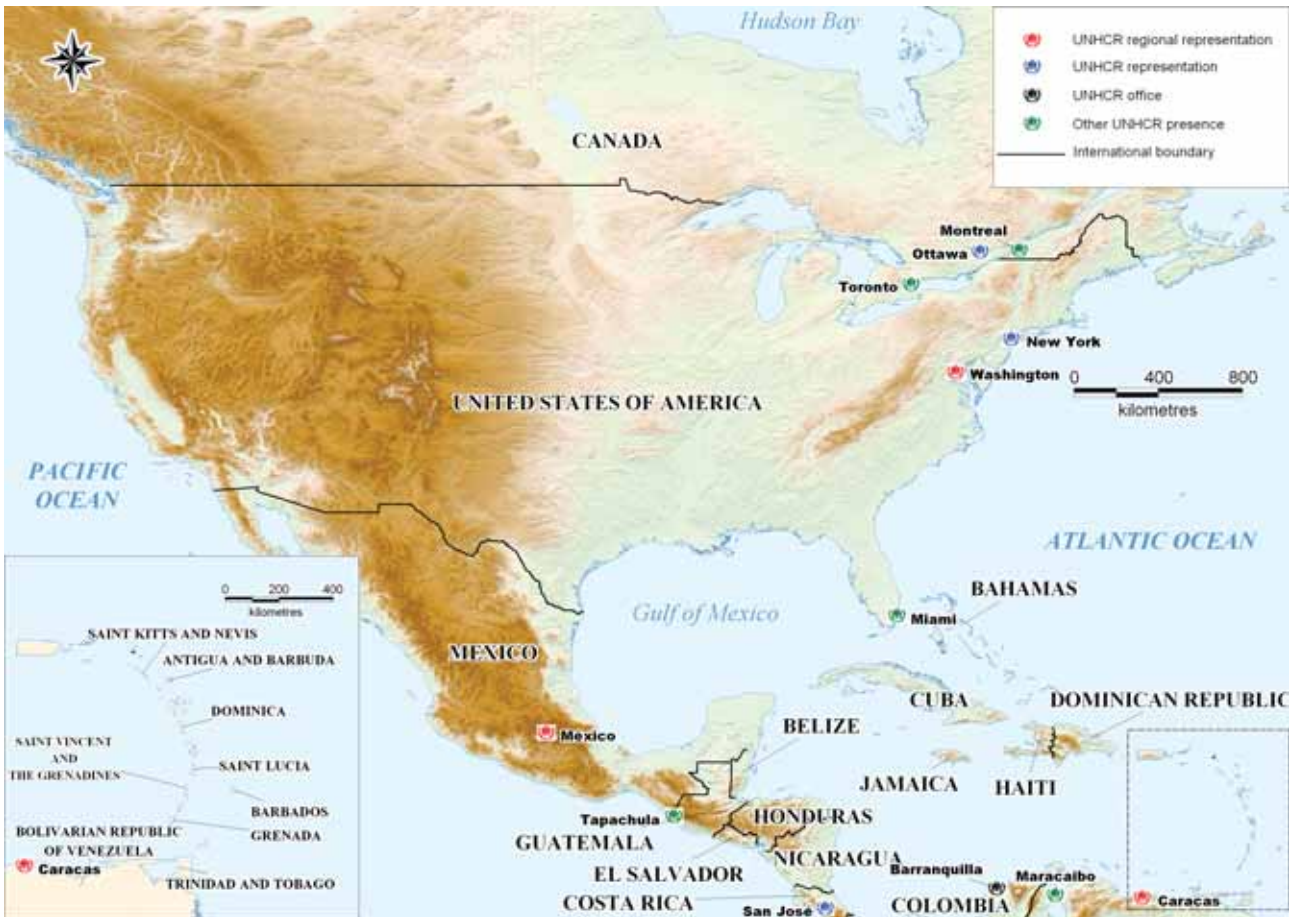 Hudson Bay
UNHCR regional representation
UNHCR representation
UNHCR office
Other UNHCR presence
International boundary
CANADA
Montreal
Ottawa
Toronto
New York
Washington
0 400 800
kilometres
UNITED STATES OF AMERICA
PACIFIC
OCEAN
ATLANTIC OCEAN
BAHAMAS
Gulf of Mexico
Miami
MEXICO
CUBA
DOMINICAN REPUBLIC
Mexico
BELIZE
JAMAICA
HAITI
Tapachula
HONDURAS
GUATEMALA
NICARAGUA
EL SALVADOR
Barranquilla
Maracaibo
COSTA RICA
COLOMBIA
Caracas
San José
0 200 400
kilometres
SAINT KITTS AND NEVIS
ANTIGUA AND BARBUDA
DOMINICA
SAINT VINCENT
AND
THE GRENADINES
SAINT LUCIA
BARBADOS
GRENADA
BOLIVARIAN REPUBLIC
OF VENEZUELA
Caracas
TRINIDAD AND TOBAGO